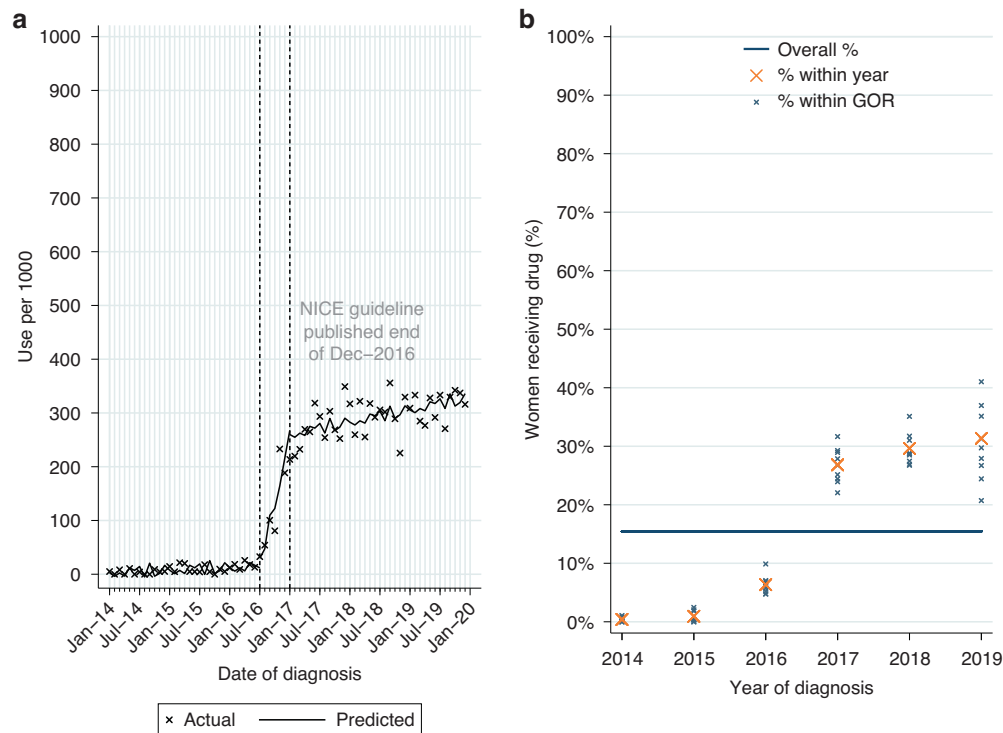 a
1000
900
800
700
600
500
400
300
200
100
0
Use per 1000
NICE guideline
published end
of Dec–2016
Jan–14
Jul–14
Jan–15
Jul–15
Jan–16
Jul–16
Jan–17
Jul–17
Jan–18
Jul–18
Jan–19
Jul–19
Jan–20
Date of diagnosis
× Actual — Predicted
b
100%
90%
80%
70%
60%
50%
40%
30%
20%
10%
0%
Women receiving drug (%)
Overall %
% within year
% within GOR
2014 2015 2016 2017 2018 2019
Year of diagnosis